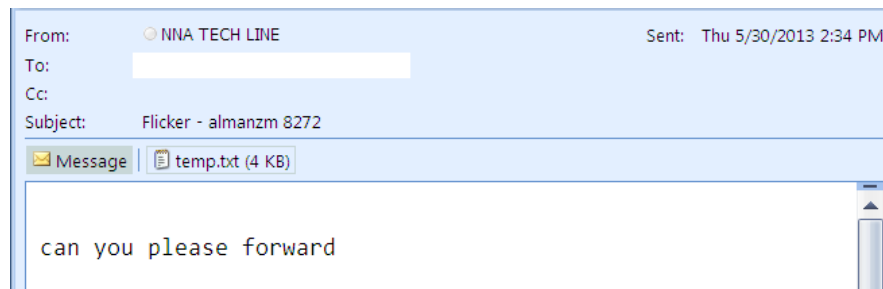 From: NNA TECH LINE Sent: Thu 5/30/2013 2:34 PM
To:
Cc:
Subject: Flicker - almanzm 8272
Message temp.txt (4 KB)
can you please forward